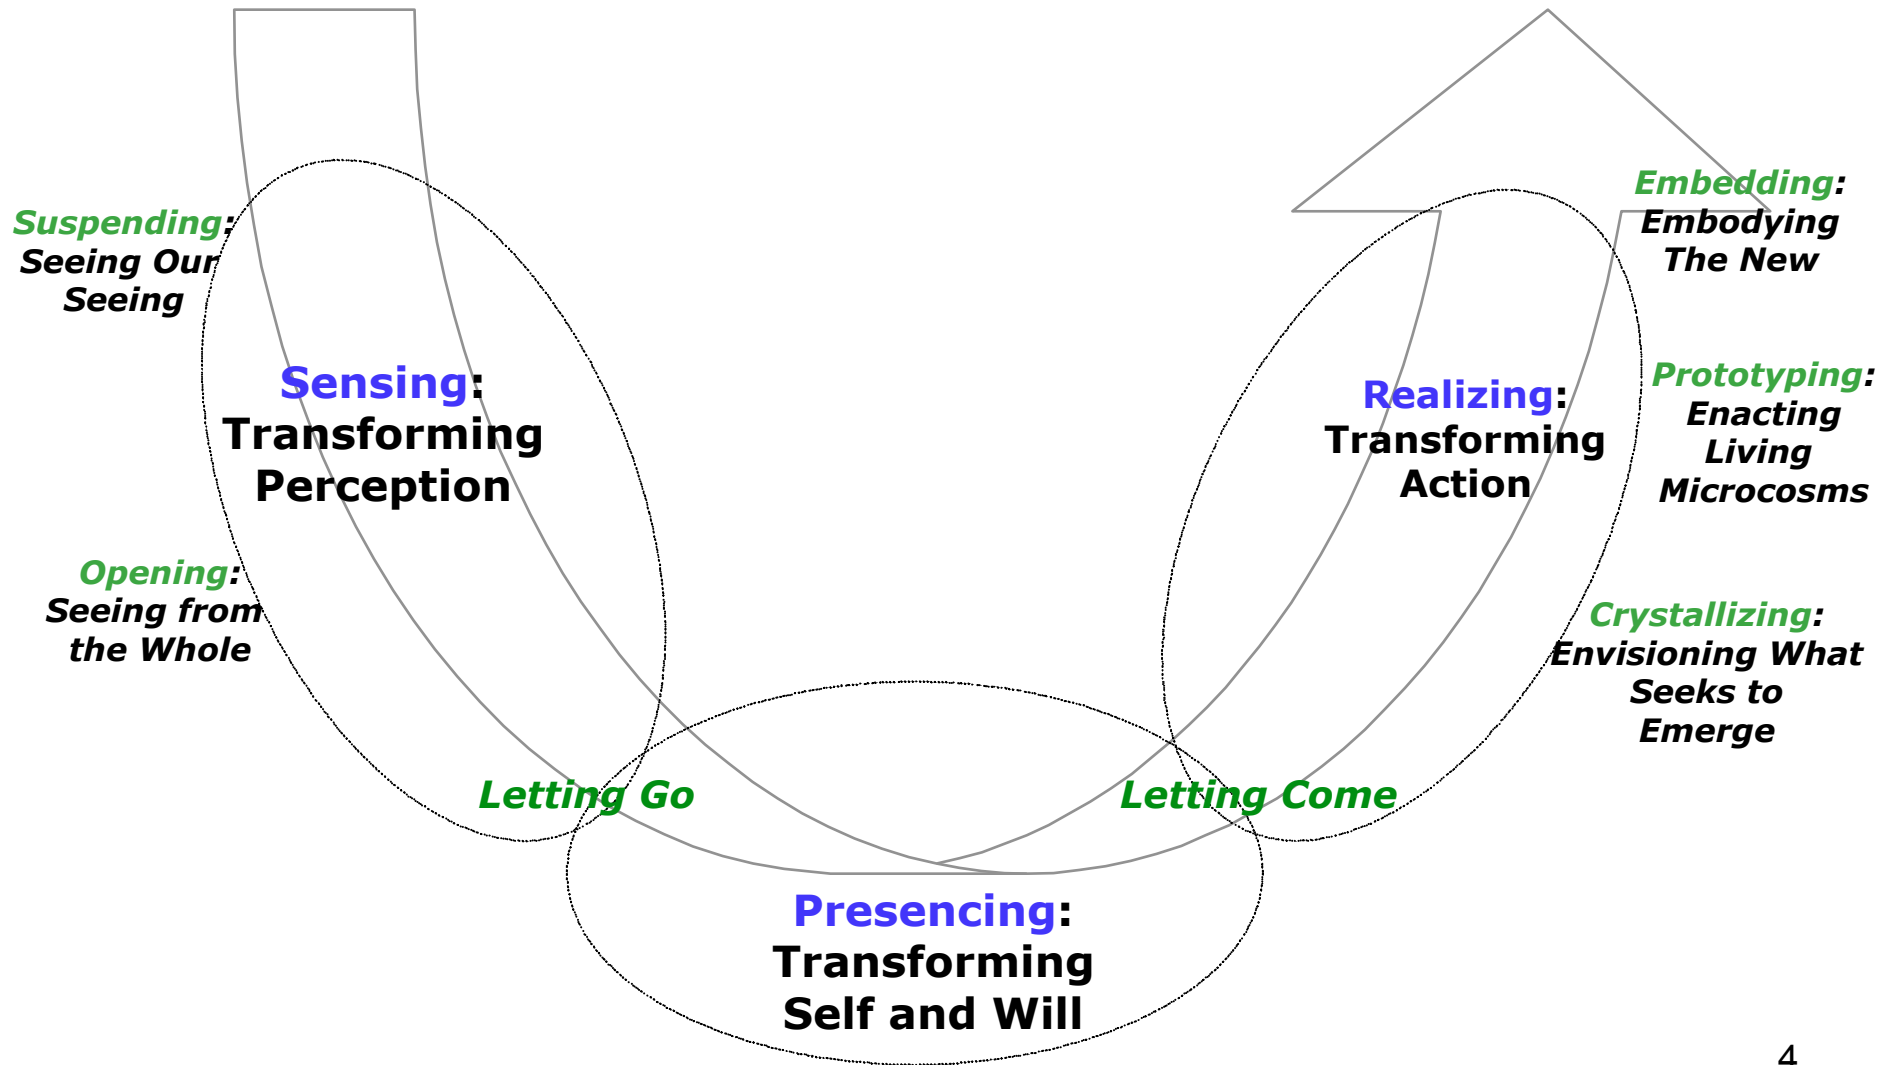 Suspending:
Seeing Our
Seeing
Sensing:
Transforming
Perception
Opening:
Seeing from
the Whole
Letting Go
Presencing:
Transforming
Self and Will
Letting Come
Realizing:
Transforming
Action
Embedding:
Embodying
The New
Prototyping:
Enacting
Living
Microcosms
Crystallizing:
Envisioning What
Seeks to
Emerge
4